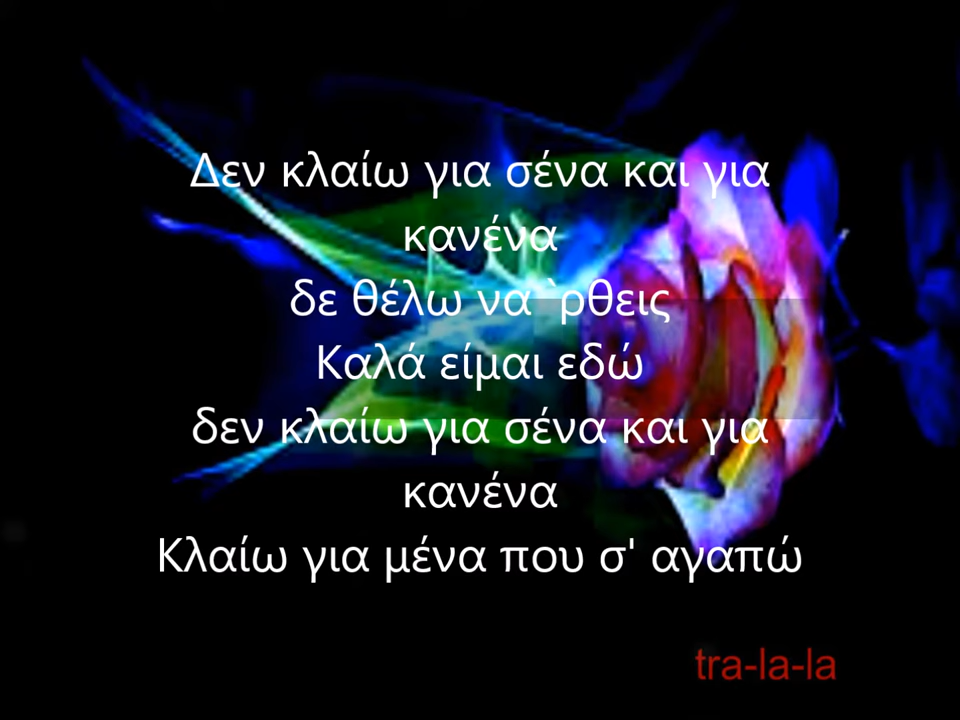 Δεν κλαίω για σένα και για
κανένα
δε θέλω να `ρθεις
Καλά είμαι εδώ
δεν κλαίω για σένα και για
κανένα
Κλαίω για μένα που σ' αγαπώ
tra-la-la